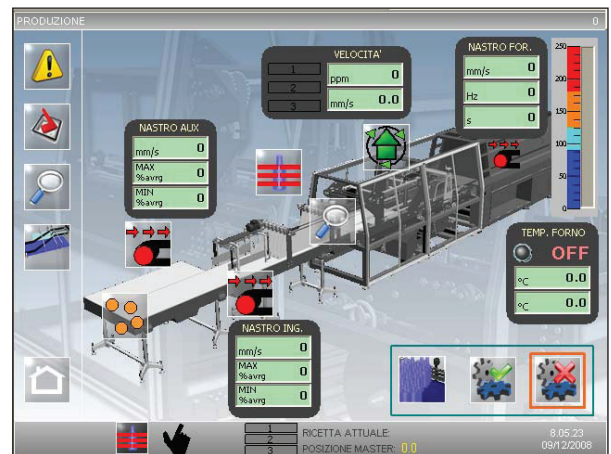 PRODUZIONE 0
VELOCITA'
1
2
3
ppm 0
mm/s 0.0
NASTRO FOR.
mm/s 0
Hz 0
s 0
250
200
150
100
50
0
NASTRO AUX
mm/s 0
MAX %avrg 0
MIN %avrg 0
TEMP. FORNO
OFF
°C 0.0
°C 0.0
NASTRO ING.
mm/s 0
MAX %avrg 0
MIN %avrg 0
1
2
3
RICETTA ATTUALE:
POSIZIONE MASTER: 0.0
8.05.23
09/12/2008